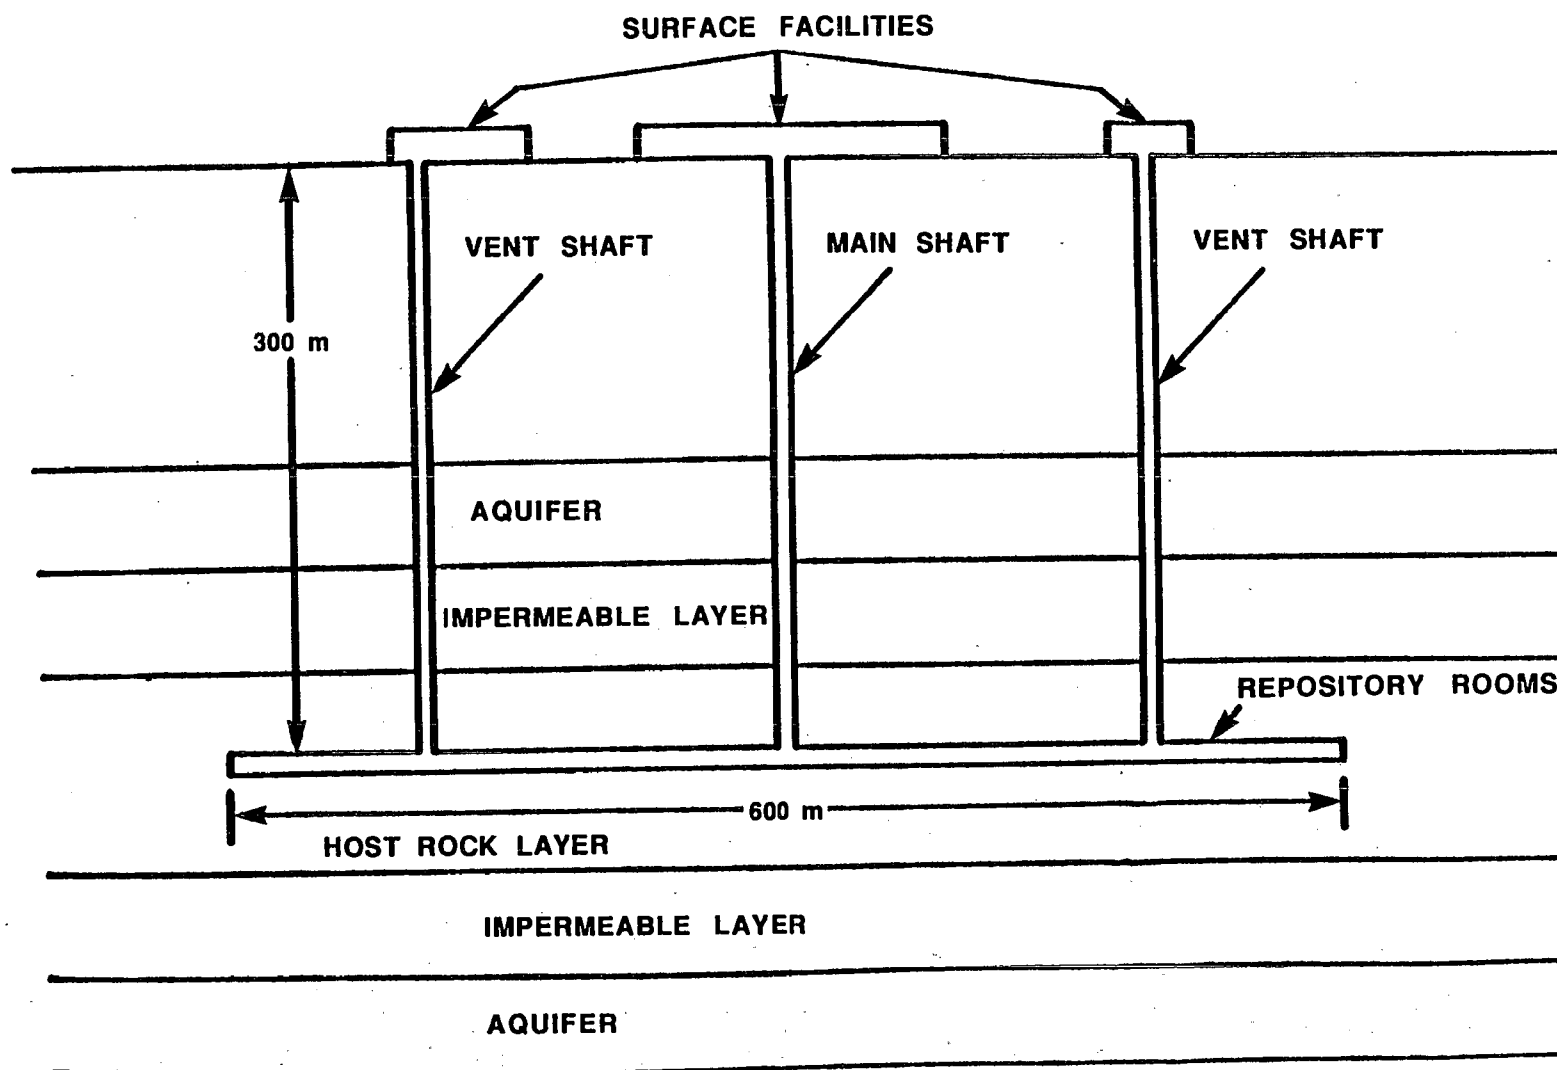 SURFACE FACILITIES
VENT SHAFT
MAIN SHAFT
VENT SHAFT
300 m
AQUIFER
IMPERMEABLE LAYER
REPOSITORY ROOMS
600 m
HOST ROCK LAYER
IMPERMEABLE LAYER
AQUIFER